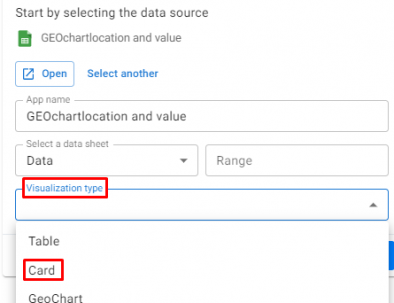 Start by selecting the data source
GEOchartlocation and value
Open Select another
App name
GEOchartlocation and value
Select a data sheet
Data Range
Visualization type
Table
Card
GeoChart